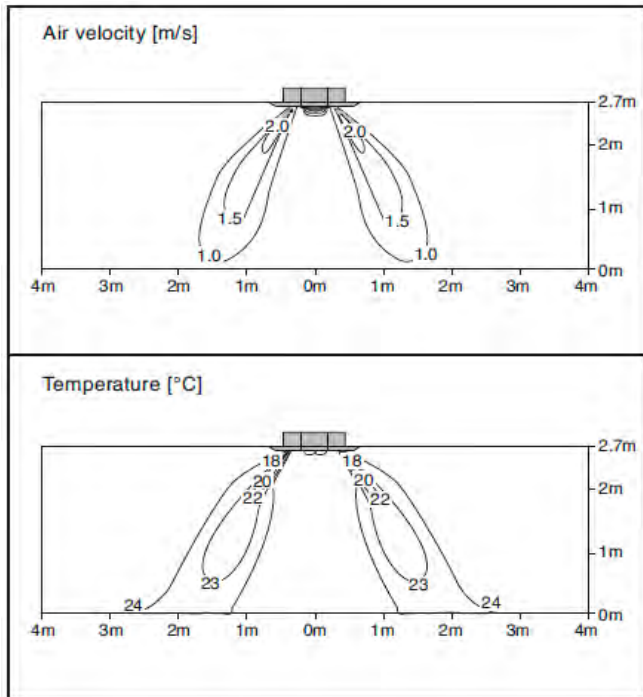 Air velocity [m/s]
2.7m
2.0 2.0
2m
1.5 1.5
1m
1.0 1.0
0m
4m 3m 2m 1m 0m 1m 2m 3m 4m
Temperature [°C]
2.7m
18 18
20 20
22 22
2m
1m
23 23
24 24
0m
4m 3m 2m 1m 0m 1m 2m 3m 4m